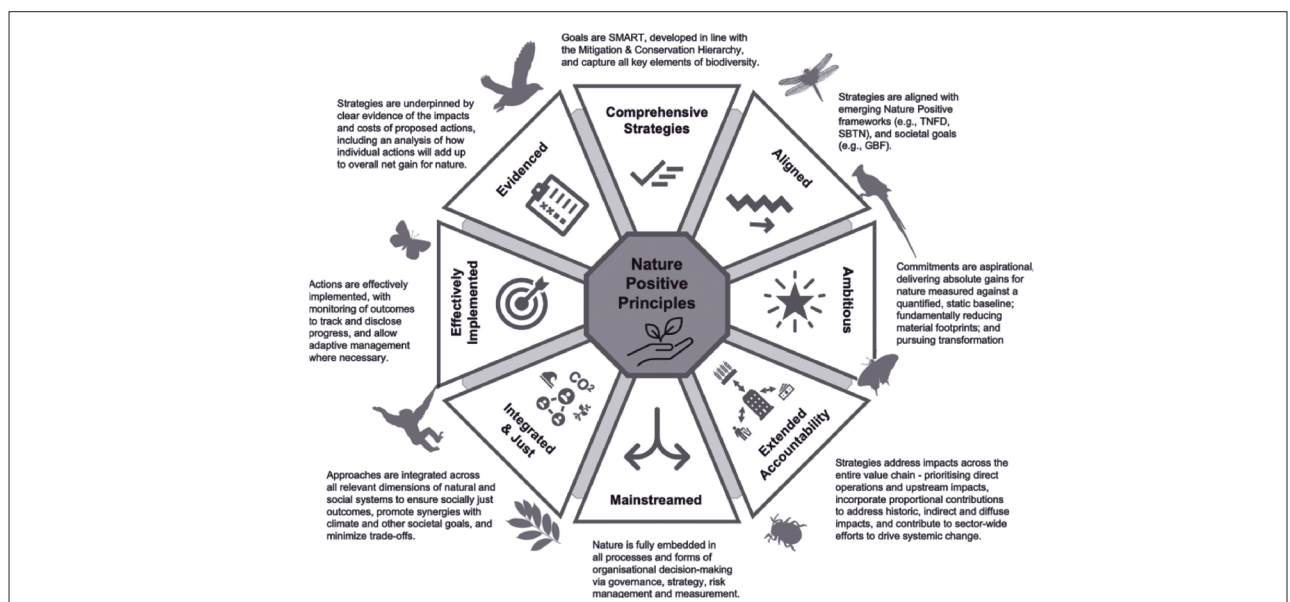 Goals are SMART, developed in line with
the Mitigation & Conservation Hierarchy,
and capture all key elements of biodiversity.
Comprehensive
Strategies
Strategies are aligned with
emerging Nature Positive
frameworks (e.g., TNFD,
SBTN), and societal goals
(e.g., GBF).
Aligned
Commitments are aspirational,
delivering absolute gains for
nature measured against a
quantified, static baseline;
fundamentally reducing
material footprints; and
pursuing transformation
Ambitious
Strategies address impacts across the
entire value chain - prioritising direct
operations and upstream impacts,
incorporate proportional contributions
to address historic, indirect and diffuse
impacts, and contribute to sector-wide
efforts to drive systemic change.
Extended
Accountability
Mainstreamed
Nature is fully embedded in
all processes and forms of
organisational decision-making
via governance, strategy, risk
management and measurement.
CO²
Integrated
& Just
Approaches are integrated across
all relevant dimensions of natural and
social systems to ensure socially just
outcomes, promote synergies with
climate and other societal goals, and
minimize trade-offs.
Effectively
Implemented
Actions are effectively
implemented, with
monitoring of outcomes
to track and disclose
progress, and allow
adaptive management
where necessary.
Evidenced
Strategies are underpinned by
clear evidence of the impacts
and costs of proposed actions,
including an analysis of how
individual actions will add up
to overall net gain for nature.
Nature
Positive
Principles